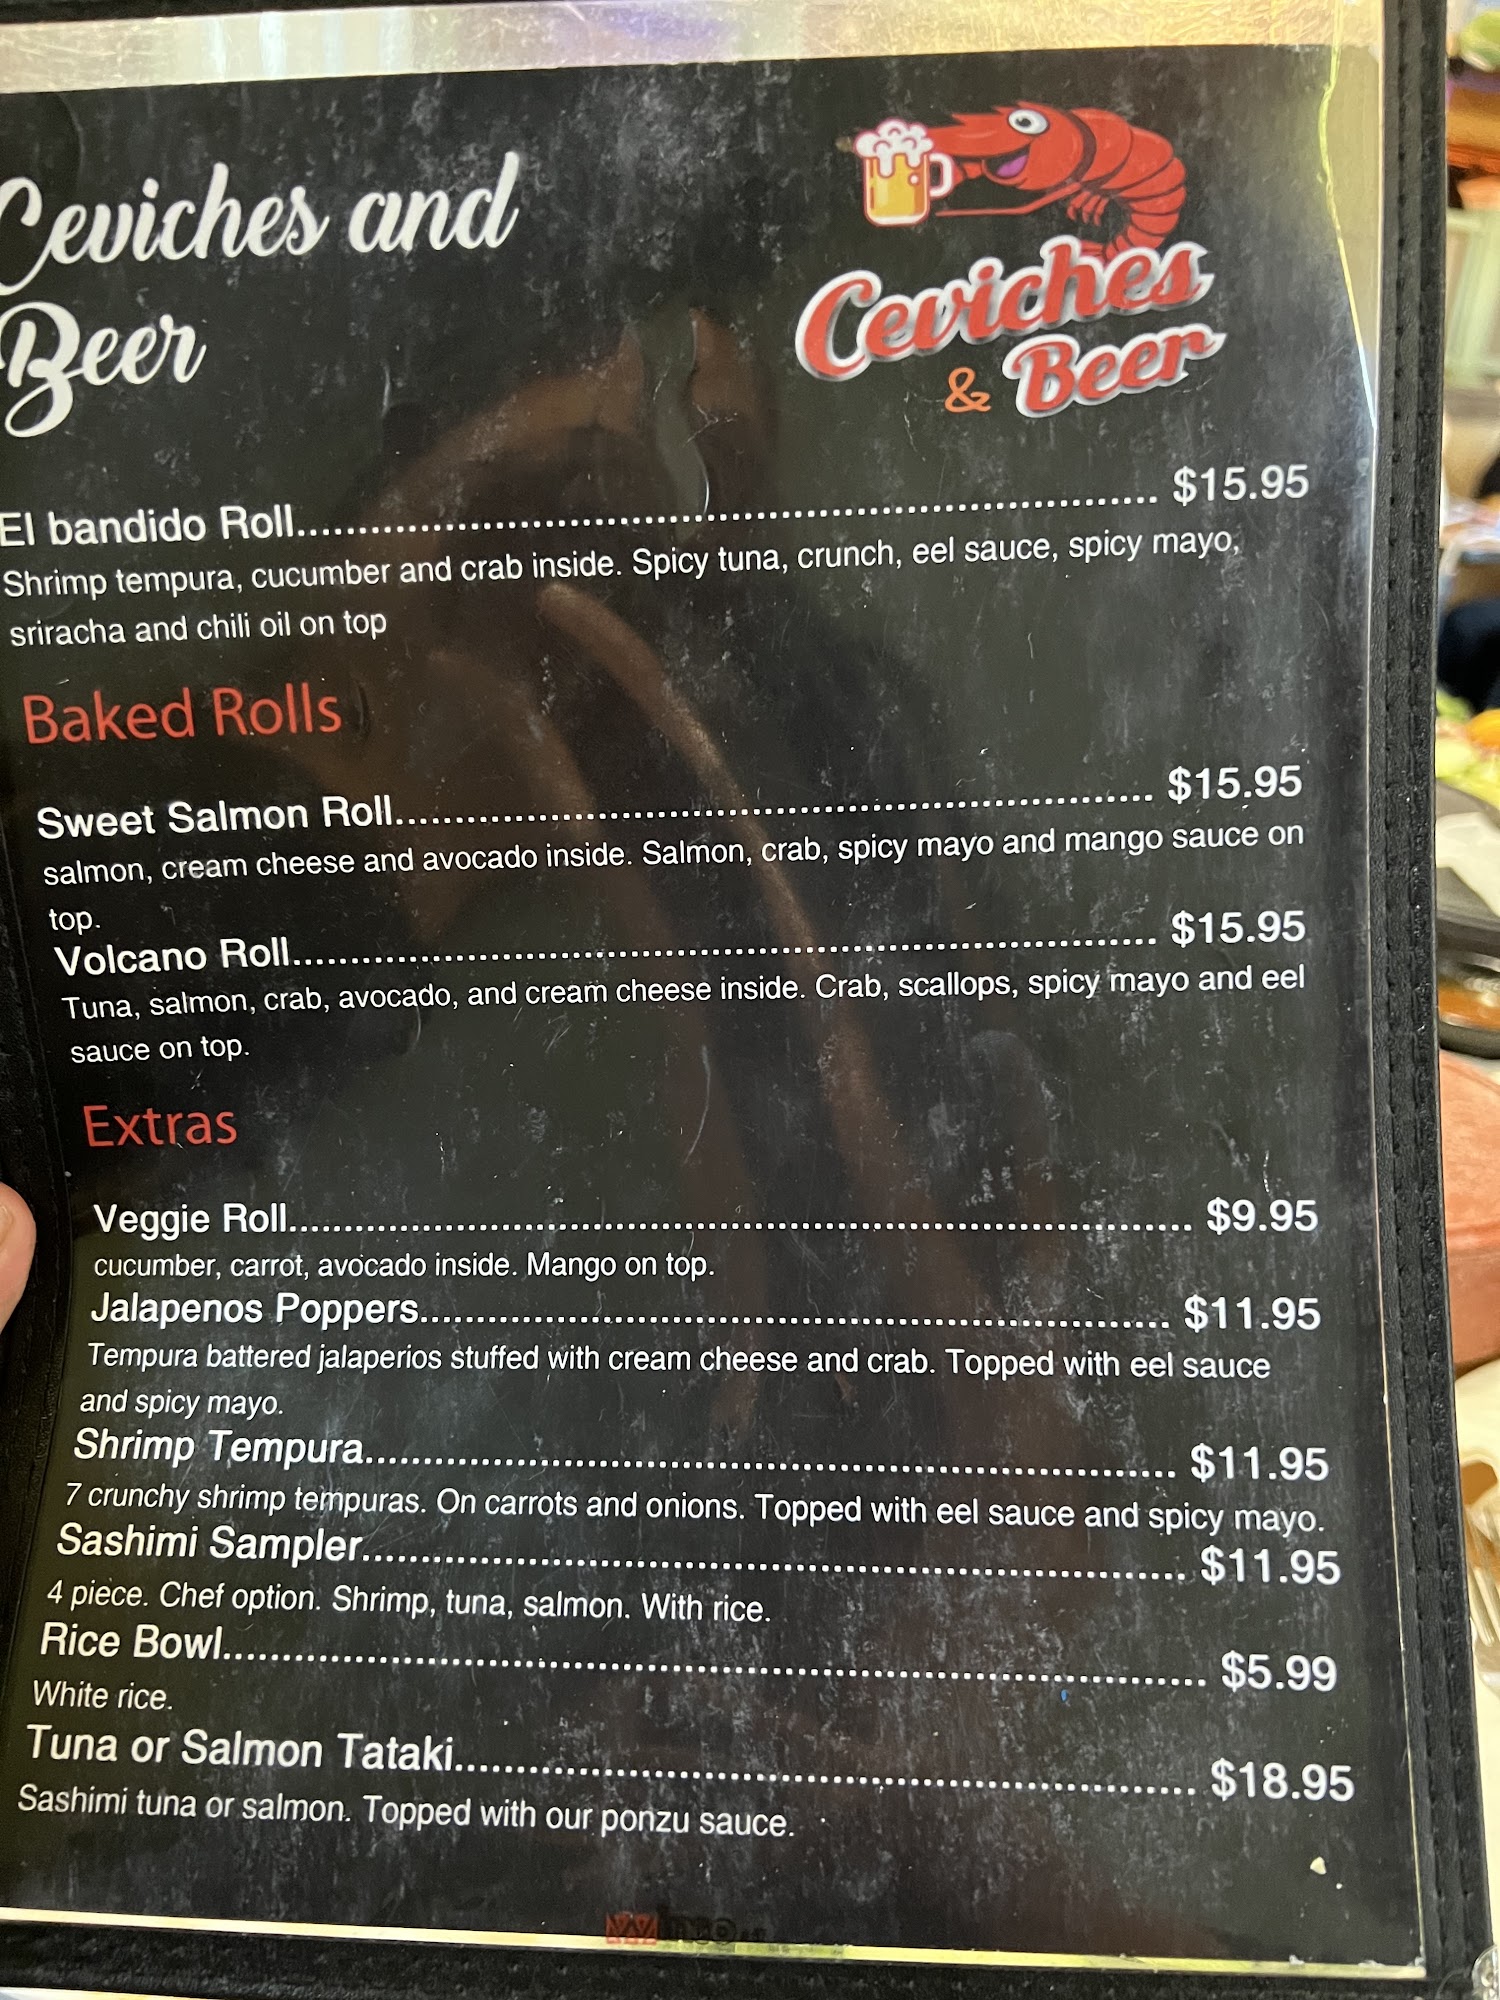 Ceviches and
Beer
Ceviches
& Beer
El bandido Roll........................................................................ $15.95
Shrimp tempura, cucumber and crab inside. Spicy tuna, crunch, eel sauce, spicy mayo,
sriracha and chili oil on top
Baked Rolls
Sweet Salmon Roll............................................................... $15.95
salmon, cream cheese and avocado inside. Salmon, crab, spicy mayo and mango sauce on
top.
Volcano Roll........................................................................ $15.95
Tuna, salmon, crab, avocado, and cream cheese inside. Crab, scallops, spicy mayo and eel
sauce on top.
Extras
Veggie Roll........................................................................... $9.95
cucumber, carrot, avocado inside. Mango on top.
Jalapenos Poppers............................................................... $11.95
Tempura battered jalaperios stuffed with cream cheese and crab. Topped with eel sauce
and spicy mayo.
Shrimp Tempura................................................................... $11.95
7 crunchy shrimp tempuras. On carrots and onions. Topped with eel sauce and spicy mayo.
Sashimi Sampler................................................................... $11.95
4 piece. Chef option. Shrimp, tuna, salmon. With rice.
Rice Bowl.............................................................................. $5.99
White rice.
Tuna or Salmon Tataki............................................................ $18.95
Sashimi tuna or salmon. Topped with our ponzu sauce.